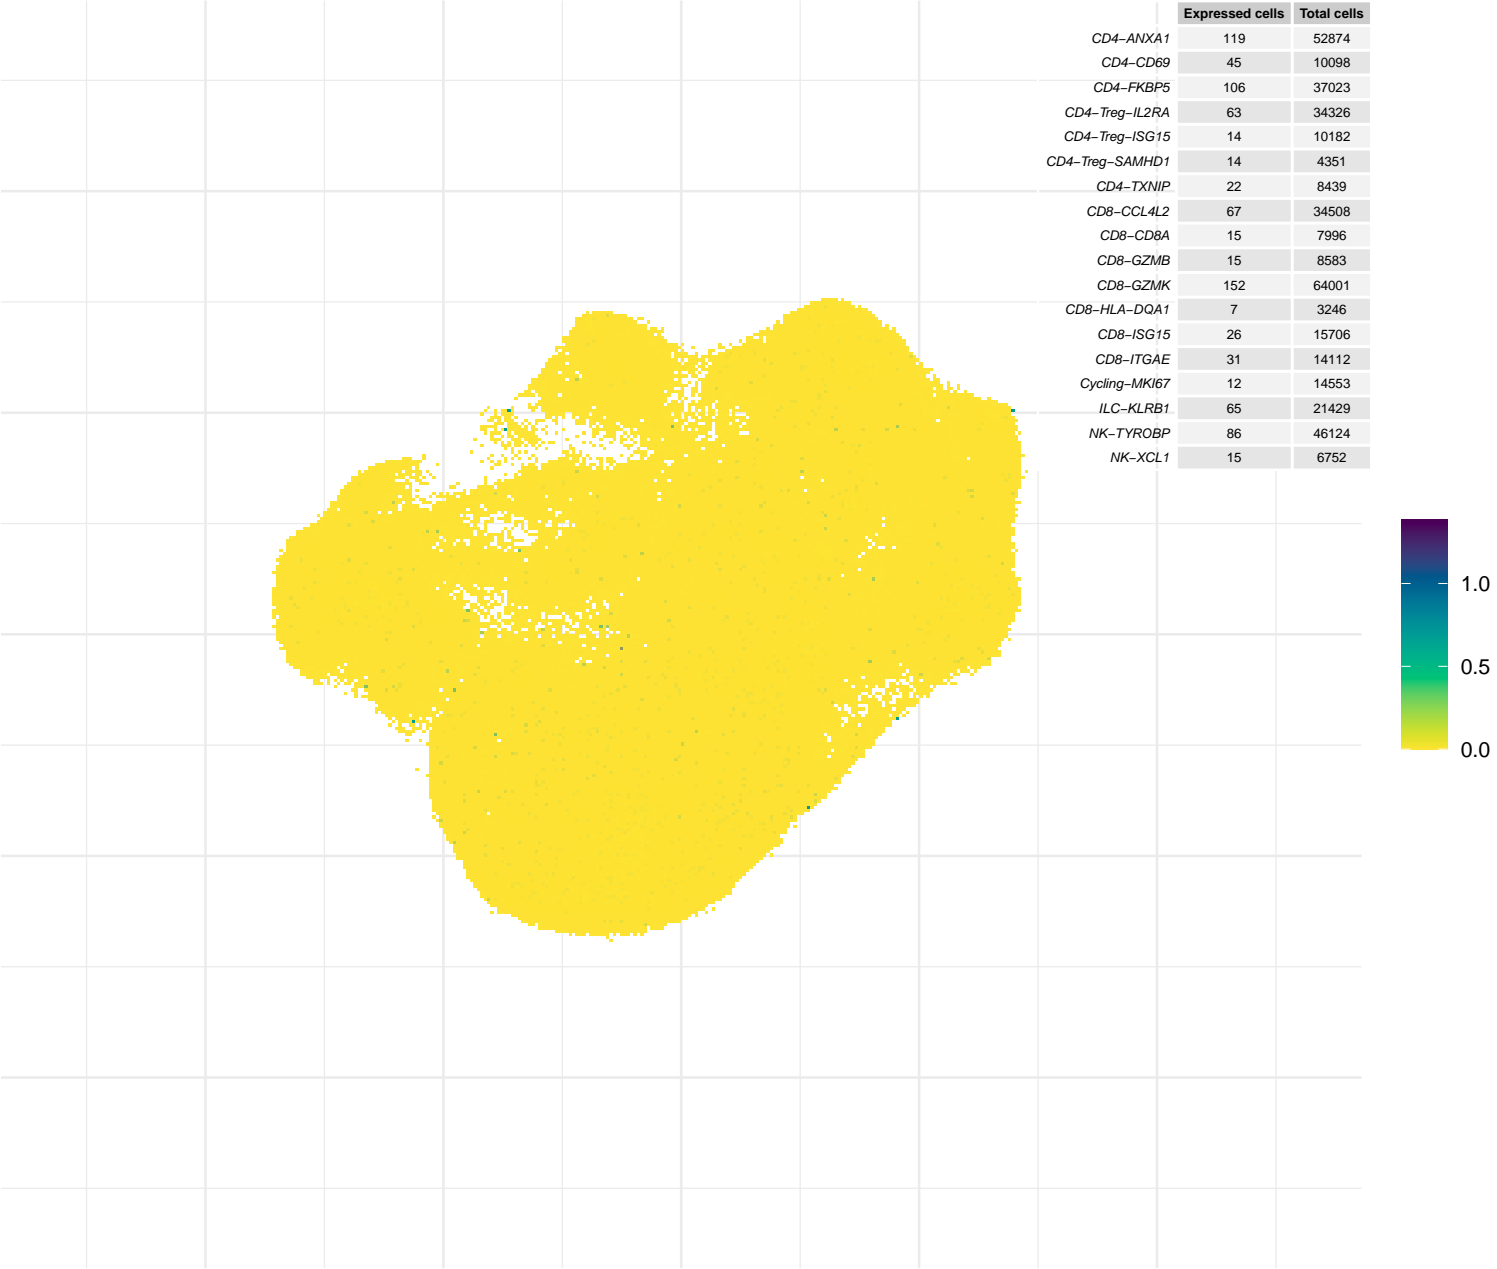 Expressed cells Total cells
CD4−ANXA1 119 52874
CD4−CD69 45 10098
CD4−FKBP5 106 37023
CD4−Treg−IL2RA 63 34326
CD4−Treg−ISG15 14 10182
CD4−Treg−SAMHD1 14 4351
CD4−TXNIP 22 8439
CD8−CCL4L2 67 34508
CD8−CD8A 15 7996
CD8−GZMB 15 8583
CD8−GZMK 152 64001
CD8−HLA−DQA1 7 3246
CD8−ISG15 26 15706
CD8−ITGAE 31 14112
Cycling−MKI67 12 14553
ILC−KLRB1 65 21429
NK−TYROBP 86 46124
NK−XCL1 15 6752
1.0
0.5
0.0